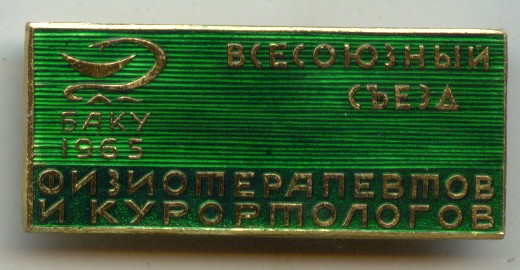 ВСЕСОЮЗНЫЙ
СЪЕЗД
БАКУ
1965
ФИЗИОТЕРАПЕВТОВ
И КУРОРТОЛОГОВ